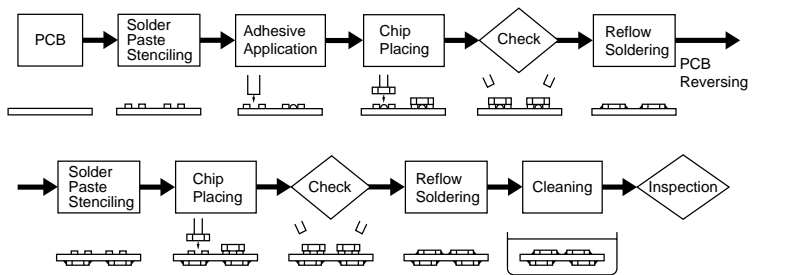 PCB
Solder
Paste
Stenciling
Adhesive
Application
Chip
Placing
Check
Reflow
Soldering
PCB
Reversing
Solder
Paste
Stenciling
Chip
Placing
Check
Reflow
Soldering
Cleaning
Inspection